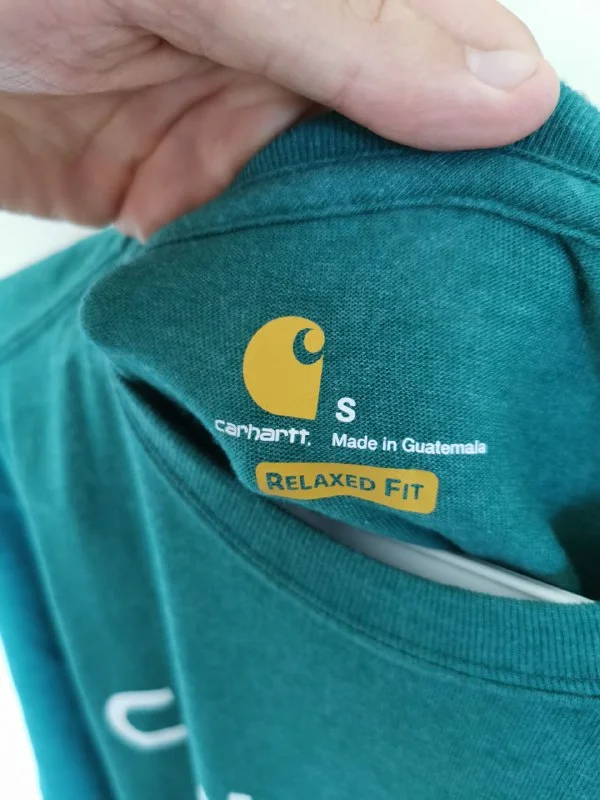 S
carhartt.
Made in Guatemala
RELAXED FIT